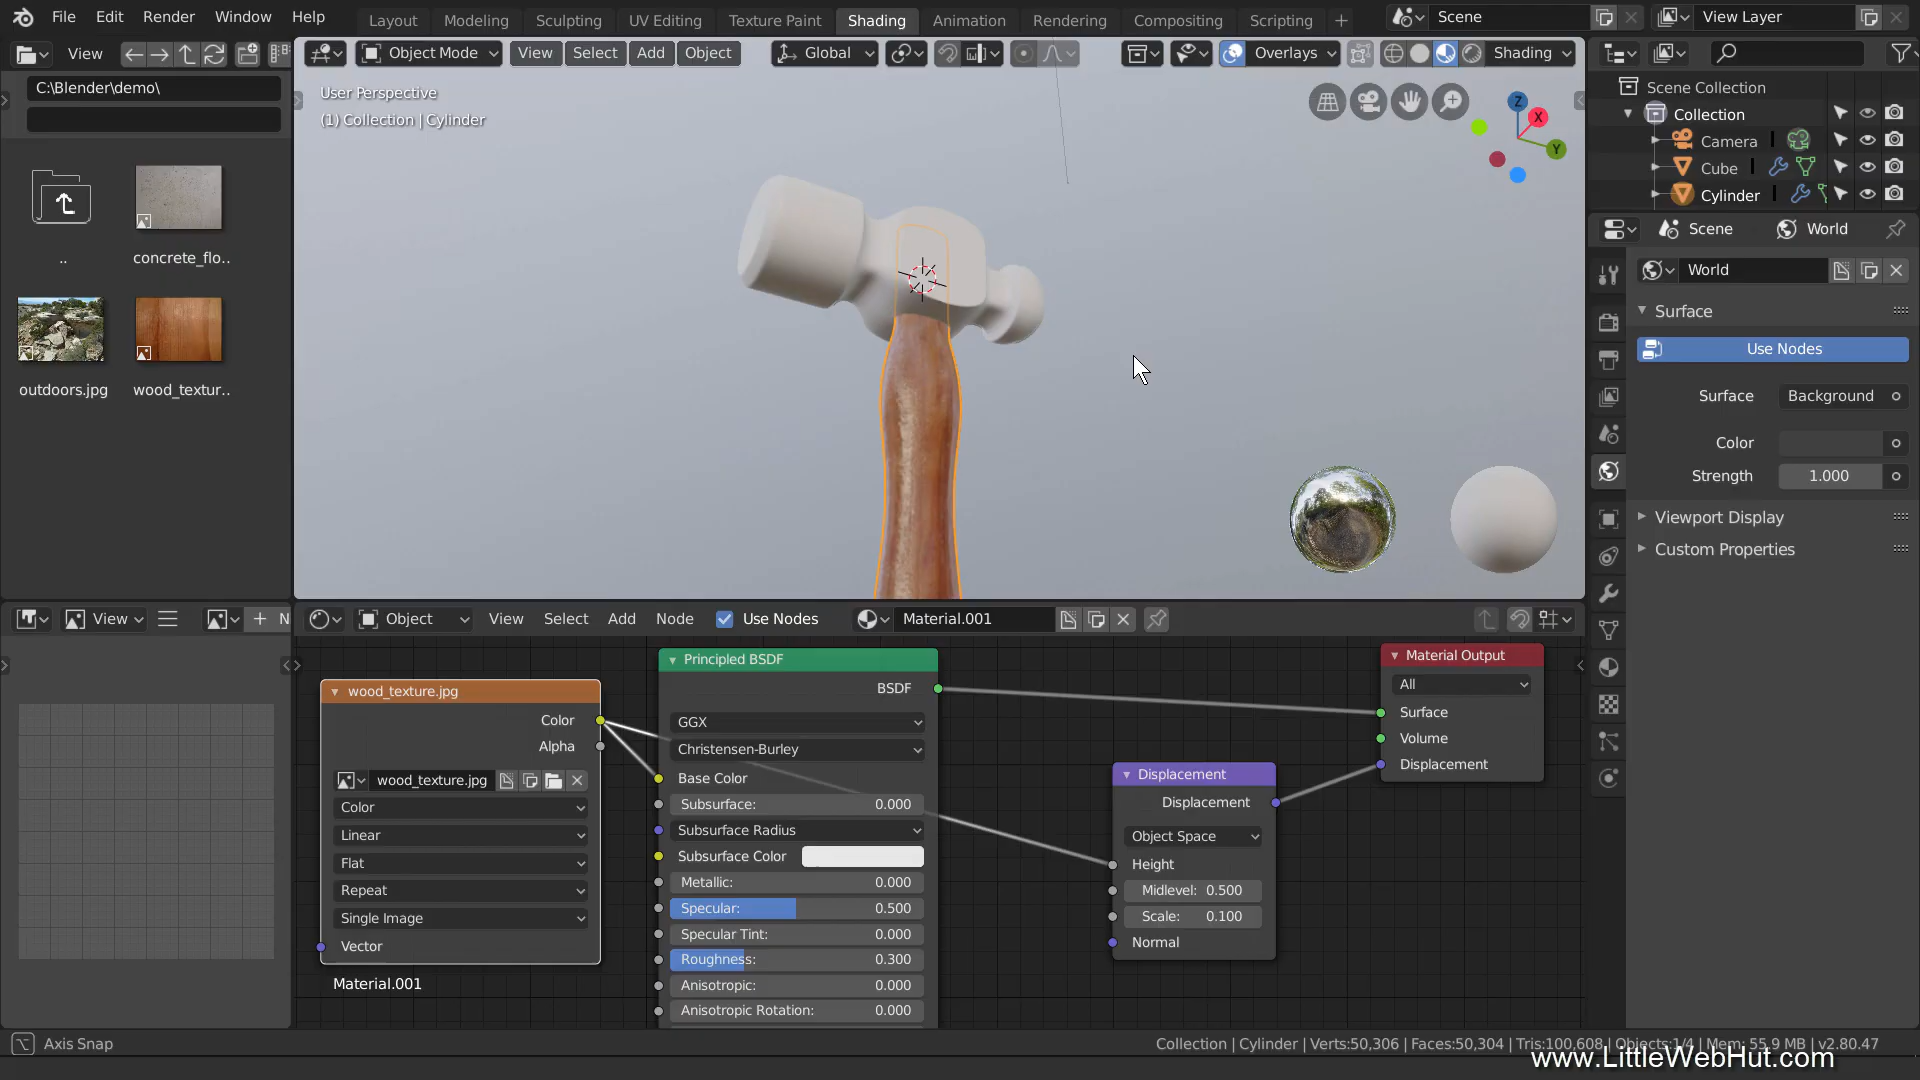 File Edit Render Window Help
Layout Modeling Sculpting UV Editing Texture Paint Shading Animation Rendering Compositing Scripting
Scene
View Layer
View
Object Mode View Select Add Object Global Overlays Shading
C:\Blender\demo\
User Perspective
(1) Collection | Cylinder
Z
X
Y
..
concrete_flo..
outdoors.jpg
wood_textur..
Scene Collection
Collection
Camera
Cube
Cylinder
Scene World
World
Surface
Use Nodes
Surface Background
Color
Strength 1.000
Viewport Display
Custom Properties
View N
Object View Select Add Node Use Nodes Material.001
wood_texture.jpg
Color
Alpha
wood_texture.jpg
Color
Linear
Flat
Repeat
Single Image
Vector
Material.001
Principled BSDF
BSDF
GGX
Christensen-Burley
Base Color
Subsurface: 0.000
Subsurface Radius
Subsurface Color
Metallic: 0.000
Specular: 0.500
Specular Tint: 0.000
Roughness: 0.300
Anisotropic: 0.000
Anisotropic Rotation: 0.000
Displacement
Displacement
Object Space
Height
Midlevel: 0.500
Scale: 0.100
Normal
Material Output
All
Surface
Volume
Displacement
Axis Snap
Collection | Cylinder | Verts:50,306 | Faces:50,304 | Tris:100,608 | Objects:1/4 | Mem: 55.9 MB | v2.80.47
www.LittleWebHut.com